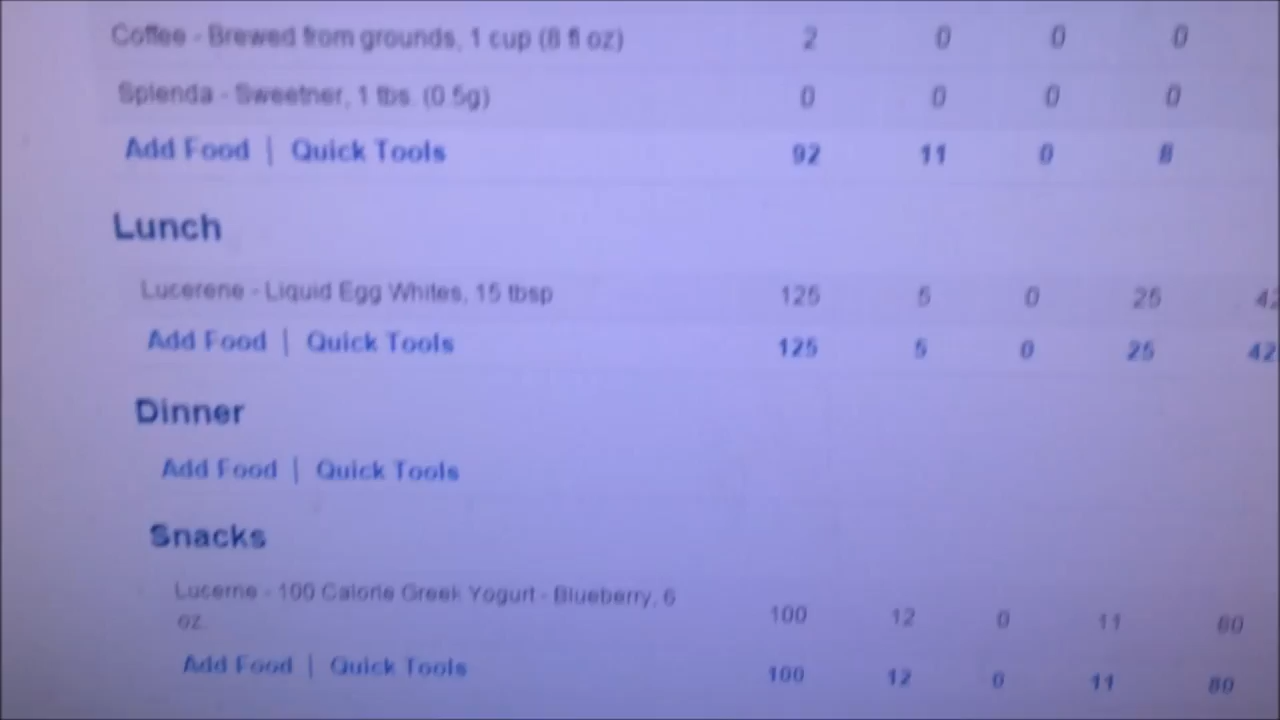 Coffee - Brewed from grounds, 1 cup (8 fl oz) 2 0 0 0
Splenda - Sweetner, 1 tbs. (0.5g) 0 0 0 0
Add Food | Quick Tools 92 11 0 8
Lunch
Lucerene - Liquid Egg Whites, 15 tbsp 125 5 0 25
Add Food | Quick Tools 125 5 0 25 42
Dinner
Add Food | Quick Tools
Snacks
Lucerne - 100 Calorie Greek Yogurt - Blueberry, 6 100 12 0 11
oz.
Add Food | Quick Tools 100 12 0 11